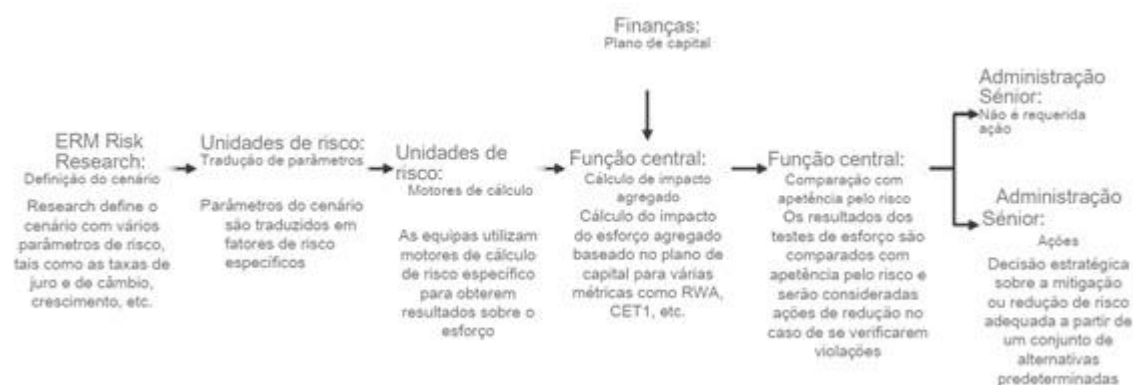 Finanças:
Plano de capital
Administração
Sénior:
Não é requerida
ação
ERM Risk
Research:
Definição do cenário
Research define o
cenário com vários
parâmetros de risco,
tais como as taxas de
juro e de câmbio,
crescimento, etc.
Unidades de risco:
Tradução de parâmetros
Parâmetros do cenário
são traduzidos em
fatores de risco
específicos
Unidades de
risco:
Motores de cálculo
As equipas utilizam
motores de cálculo
de risco específico
para obterem
resultados sobre o
esforço
Função central:
Cálculo de impacto
agregado
Cálculo do impacto
do esforço agregado
baseado no plano de
capital para várias
métricas como RWA,
CET1, etc.
Função central:
Comparação com
apetência pelo risco
Os resultados dos
testes de esforço são
comparados com
apetência pelo risco e
serão consideradas
ações de redução no
caso de se verificarem
violações
Administração
Sénior:
Ações
Decisão estratégica
sobre a mitigação
ou redução de risco
adequada a partir de
um conjunto de
alternativas
predeterminadas